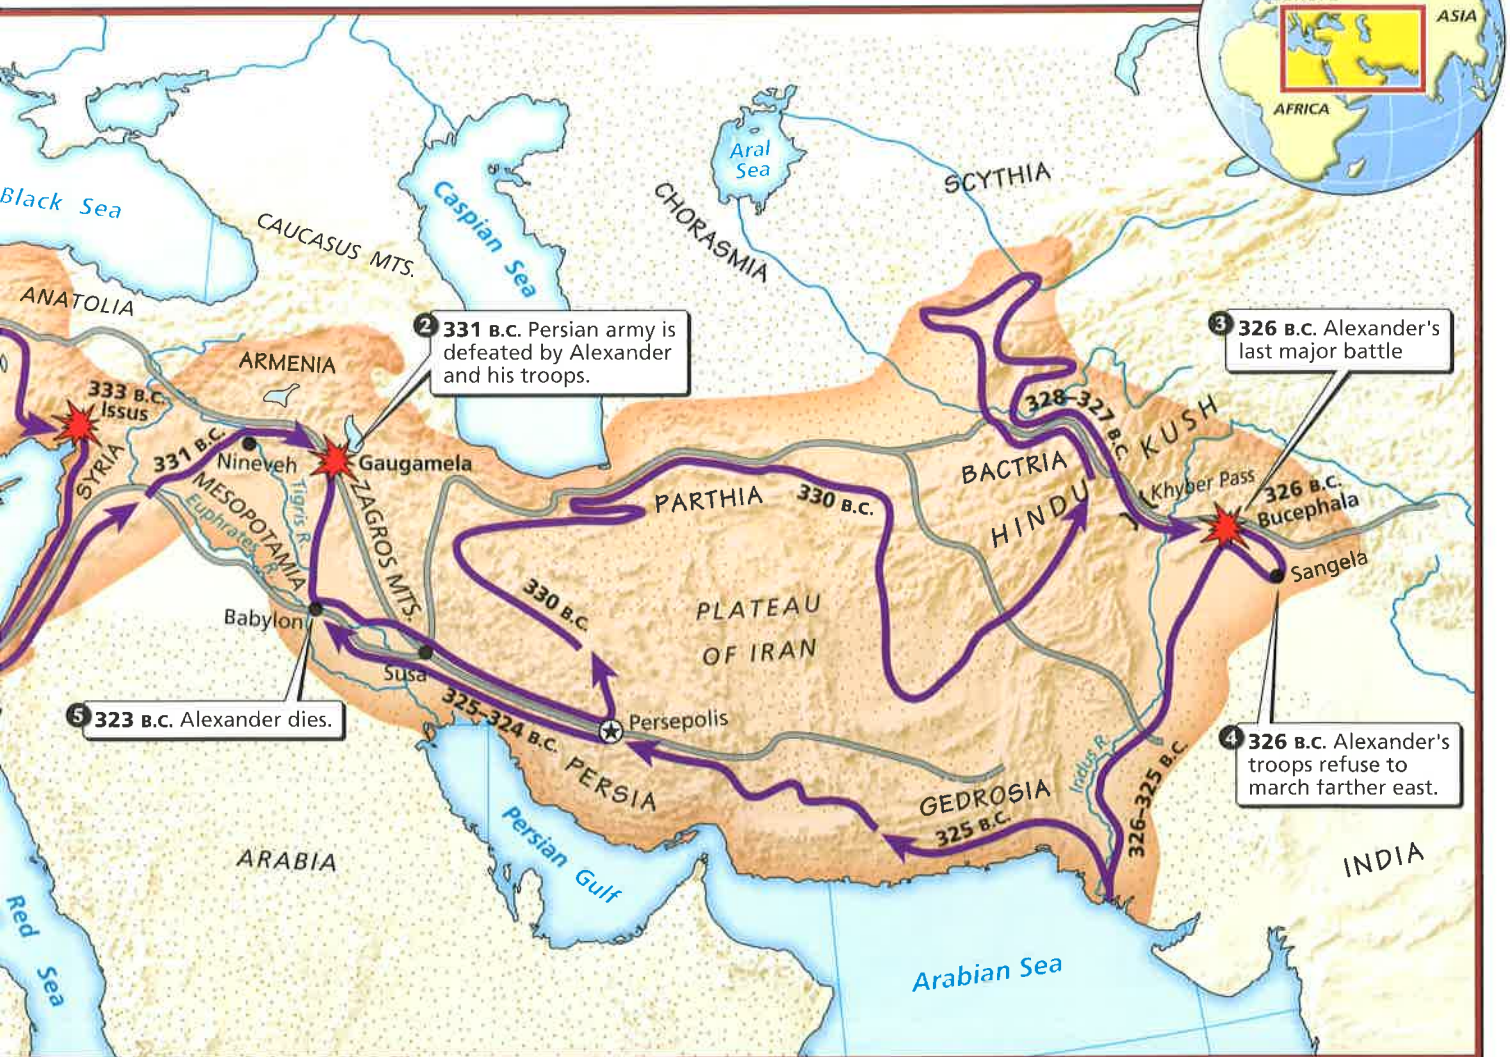 ASIA
AFRICA
Black Sea
CAUCASUS MTS.
Caspian Sea
Aral
Sea
CHORASMIA
SCYTHIA
ANATOLIA
ARMENIA
2 331 B.C. Persian army is
defeated by Alexander
and his troops.
3 326 B.C. Alexander's
last major battle
333 B.C.
Issus
SYRIA
331 B.C.
Nineveh
Gaugamela
MESOPOTAMIA
Tigris R.
Euphrates R.
ZAGROS MTS.
PARTHIA
330 B.C.
BACTRIA
328–327 B.C.
HINDU KUSH
Khyber Pass
326 B.C.
Bucephala
Sangela
Babylon
Susa
330 B.C.
PLATEAU
OF IRAN
5 323 B.C. Alexander dies.
325–324 B.C.
Persepolis
PERSIA
GEDROSIA
325 B.C.
Indus R.
326–325 B.C.
4 326 B.C. Alexander's
troops refuse to
march farther east.
INDIA
ARABIA
Persian Gulf
Red Sea
Arabian Sea